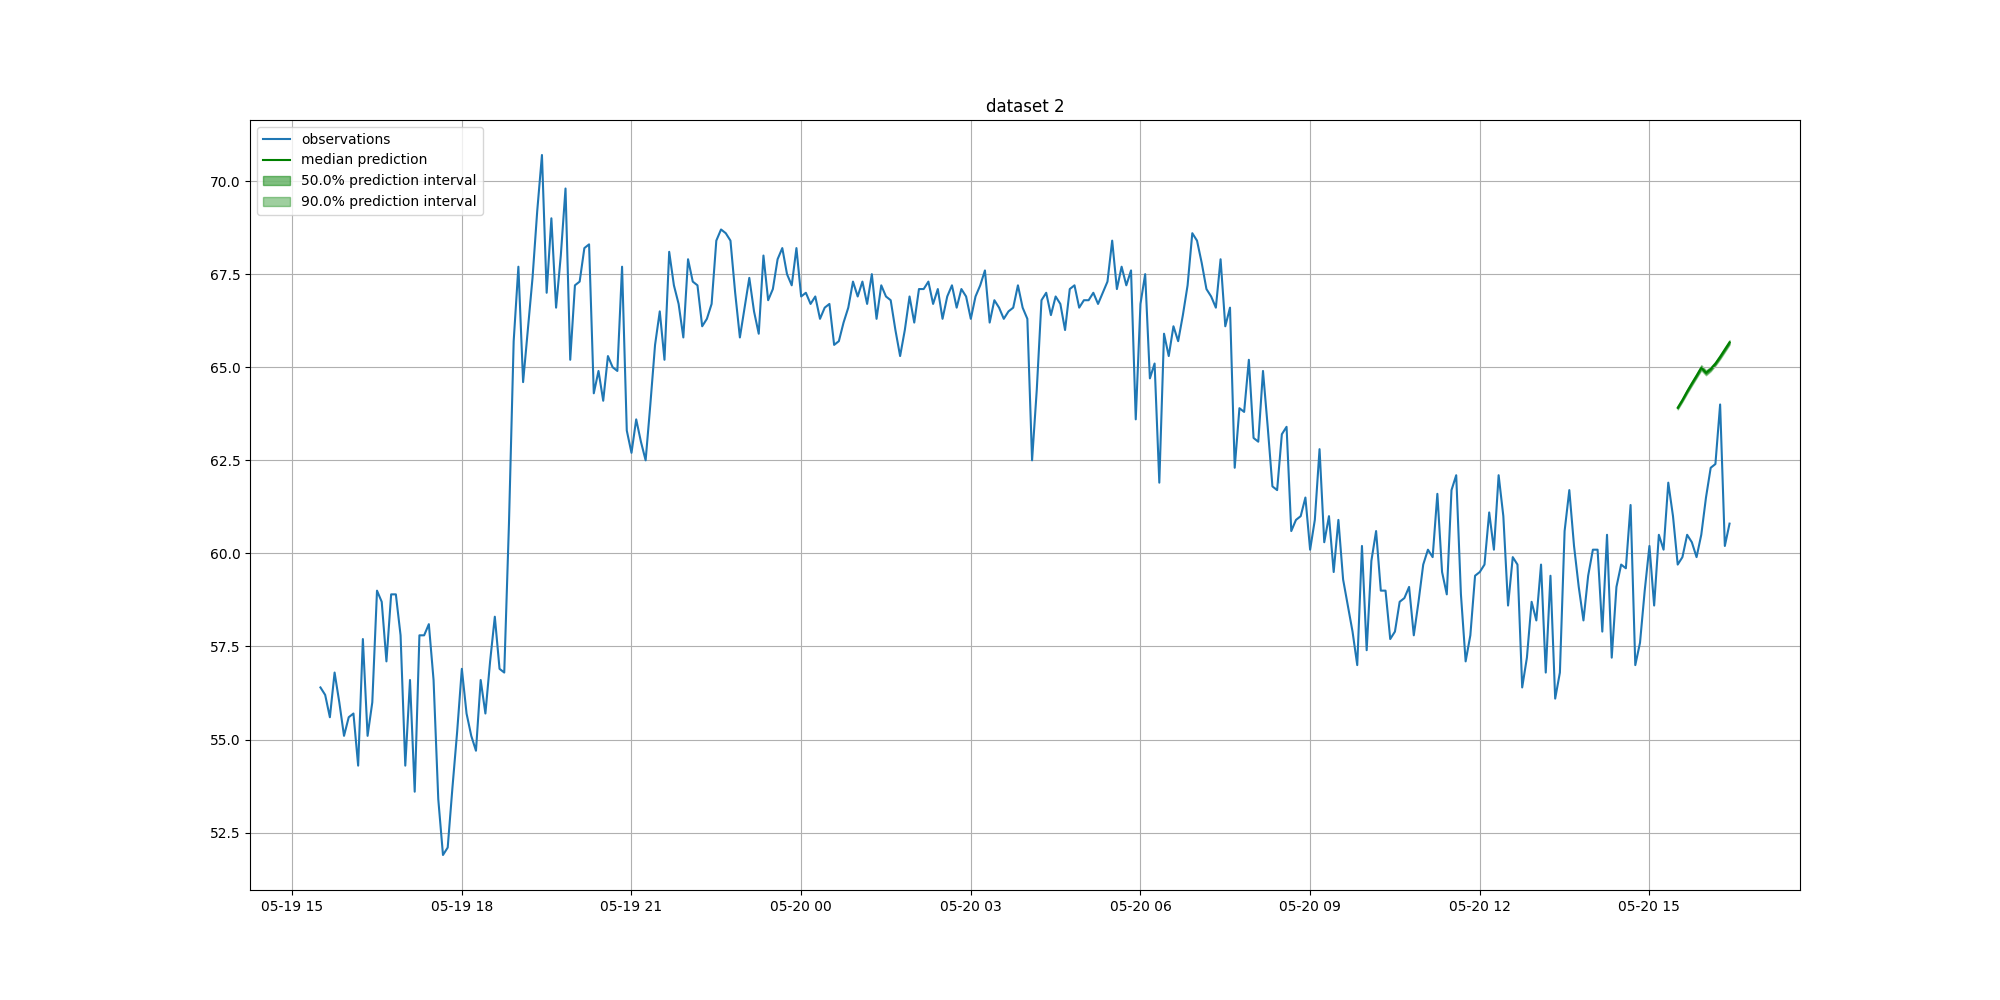 dataset 2
observations
median prediction
50.0% prediction interval
90.0% prediction interval
70.0
67.5
65.0
62.5
60.0
57.5
55.0
52.5
05-19 15 05-19 18 05-19 21 05-20 00 05-20 03 05-20 06 05-20 09 05-20 12 05-20 15